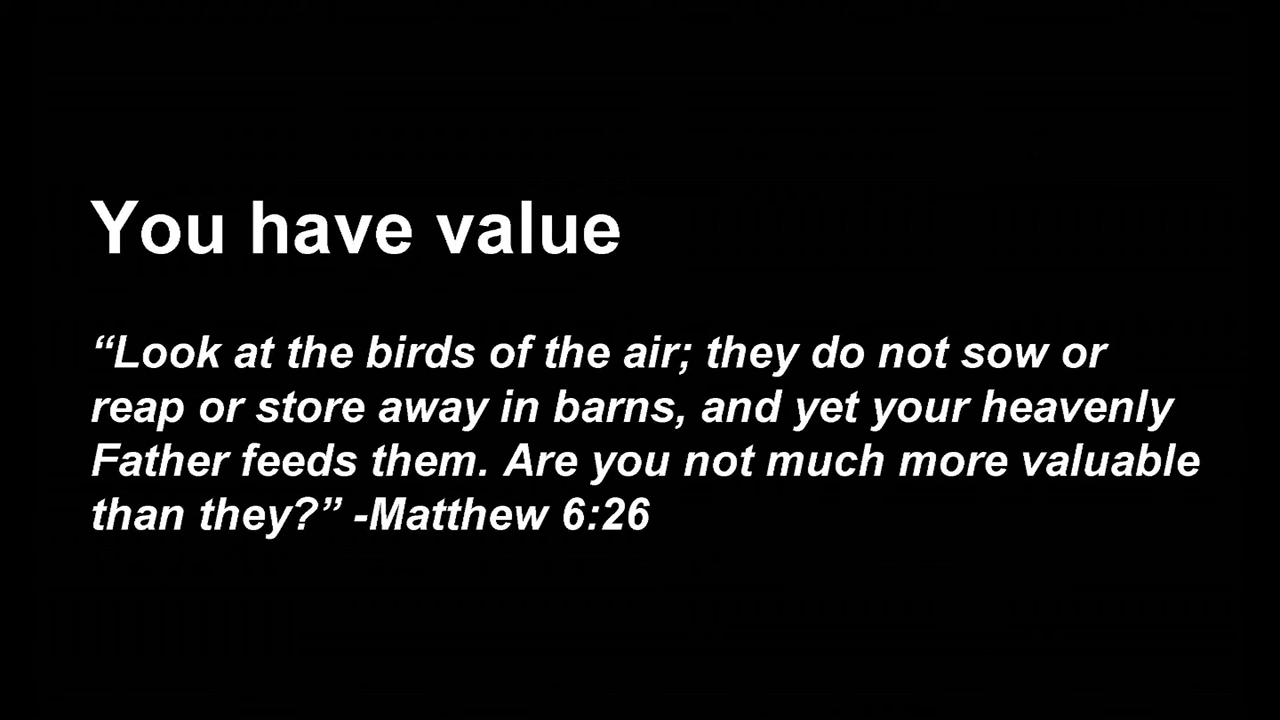 You have value
“Look at the birds of the air; they do not sow or
reap or store away in barns, and yet your heavenly
Father feeds them. Are you not much more valuable
than they?” -Matthew 6:26